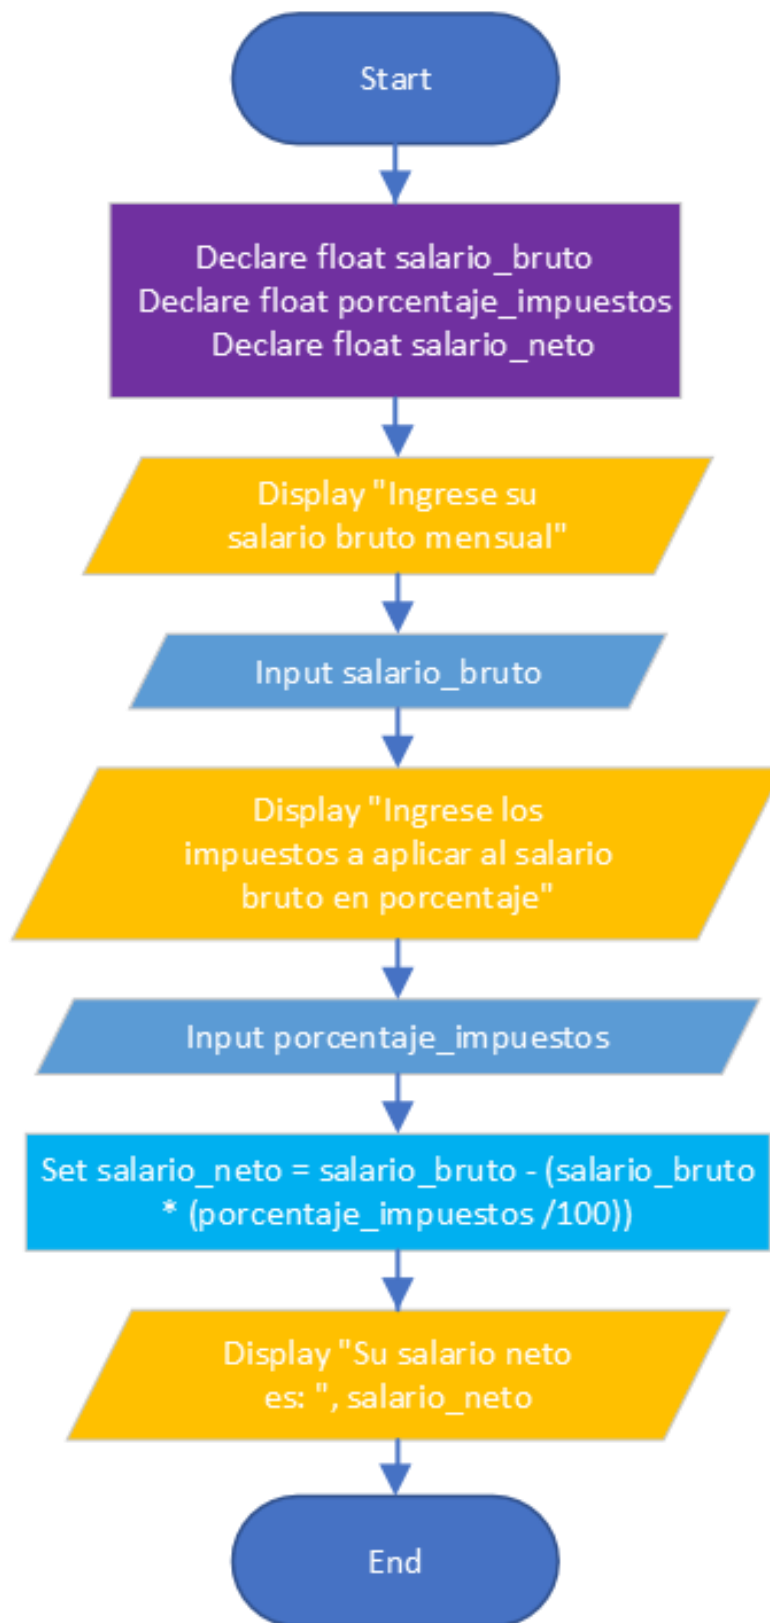 Start
Declare float salario_bruto
Declare float porcentaje_impuestos
Declare float salario_neto
Display "Ingrese su
salario bruto mensual"
Input salario_bruto
Display "Ingrese los
impuestos a aplicar al salario
bruto en porcentaje"
Input porcentaje_impuestos
Set salario_neto = salario_bruto - (salario_bruto
* (porcentaje_impuestos /100))
Display "Su salario neto
es: ", salario_neto
End